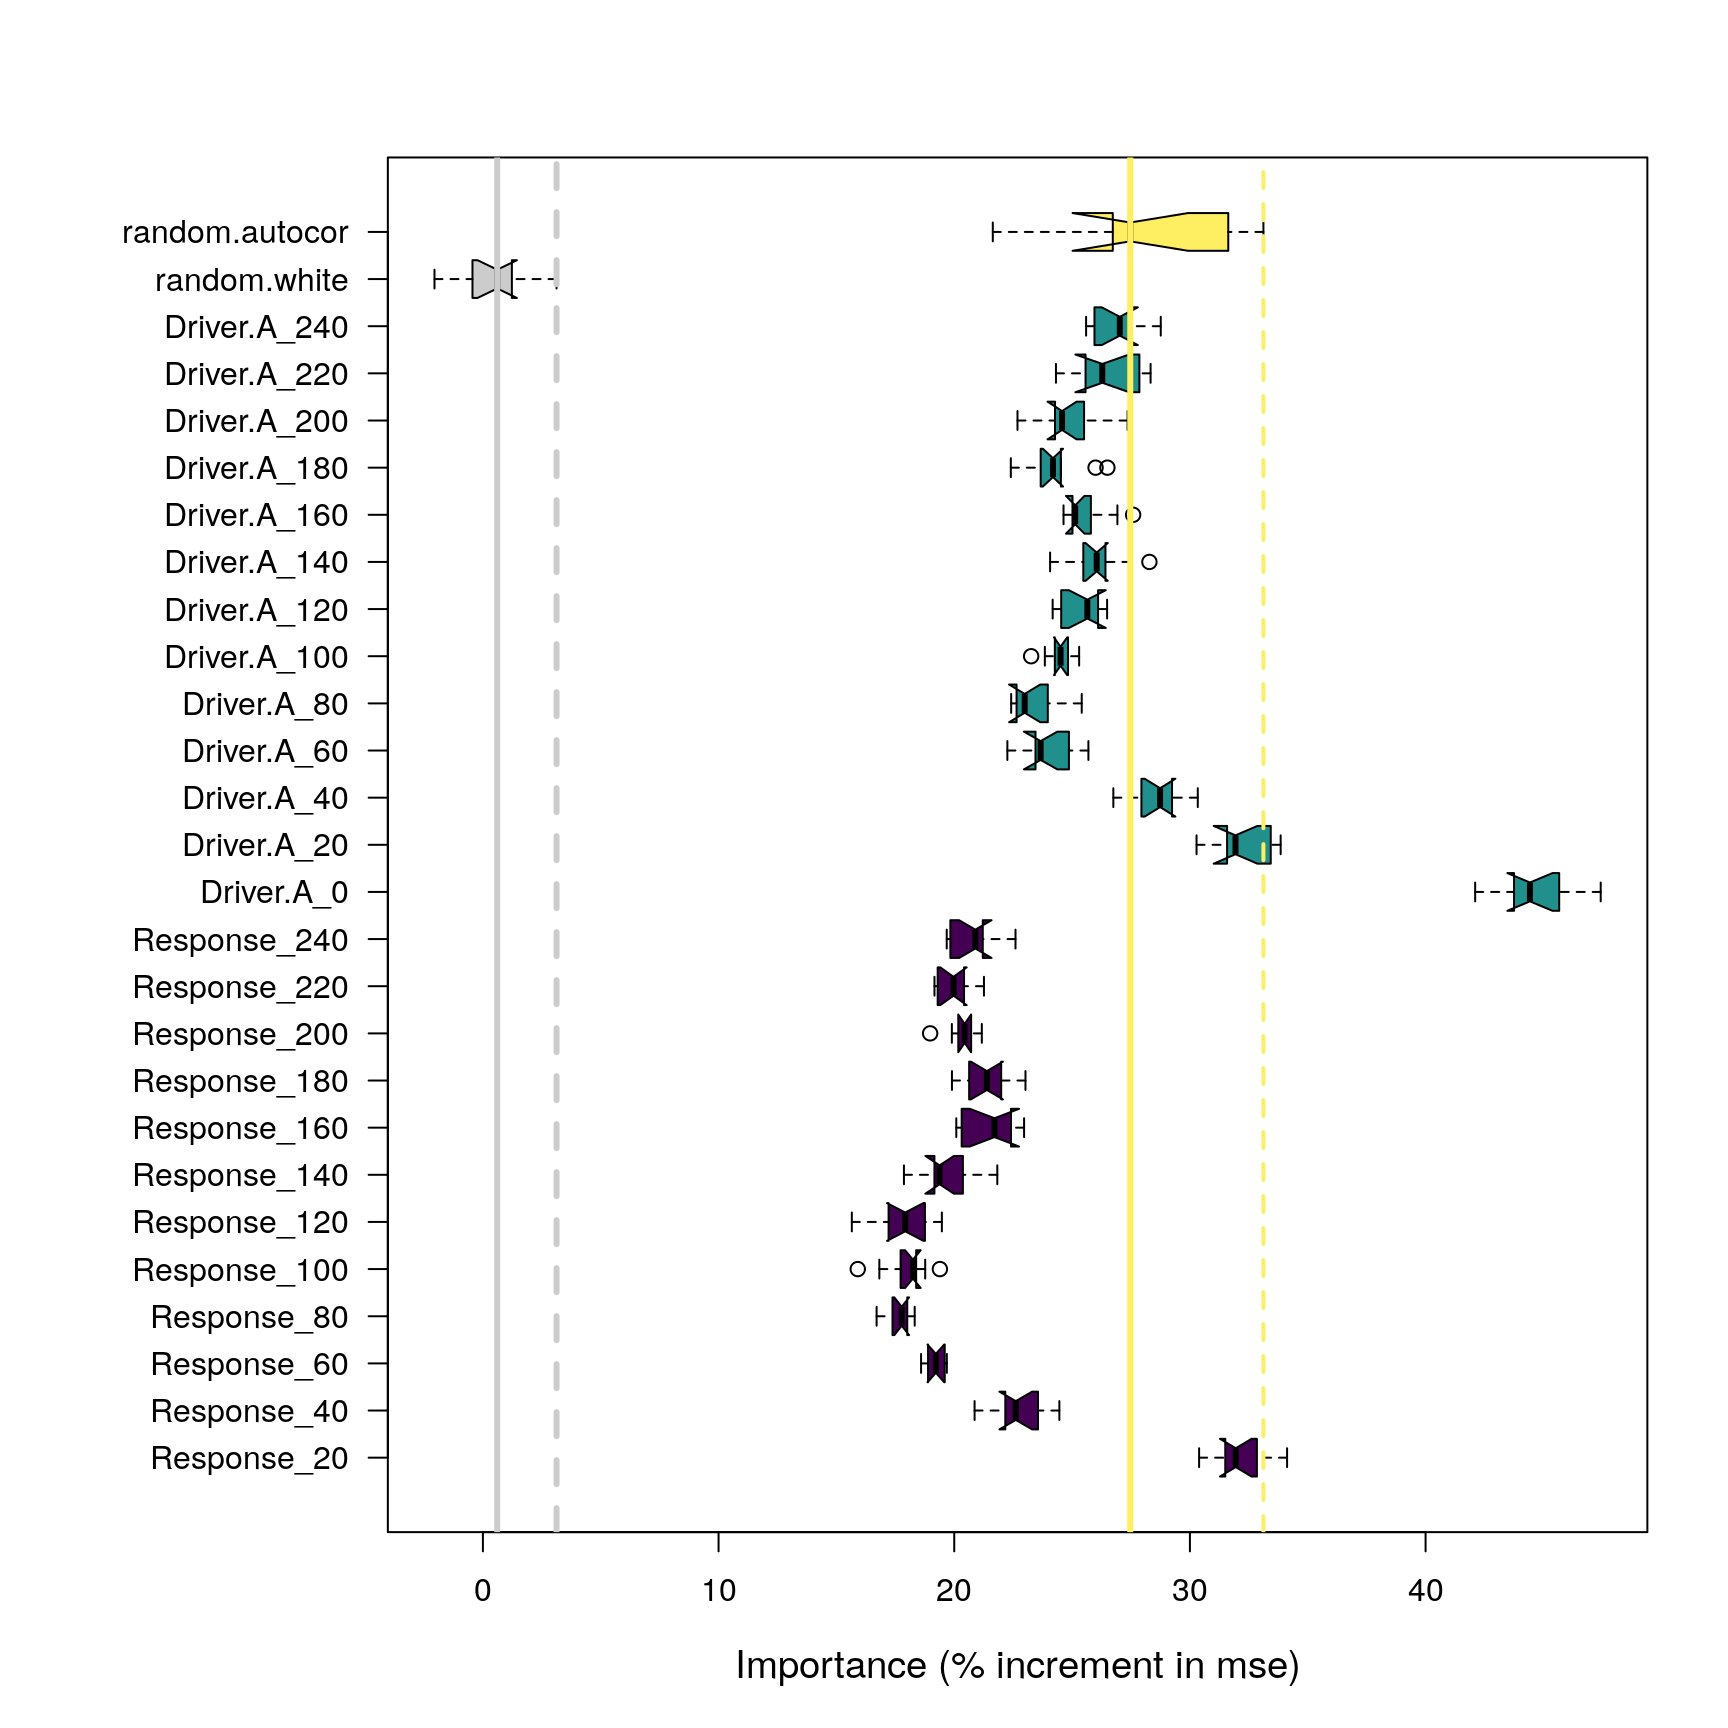 random.autocor
random.white
Driver.A_240
Driver.A_220
Driver.A_200
Driver.A_180
Driver.A_160
Driver.A_140
Driver.A_120
Driver.A_100
Driver.A_80
Driver.A_60
Driver.A_40
Driver.A_20
Driver.A_0
Response_240
Response_220
Response_200
Response_180
Response_160
Response_140
Response_120
Response_100
Response_80
Response_60
Response_40
Response_20
0 10 20 30 40
Importance (% increment in mse)